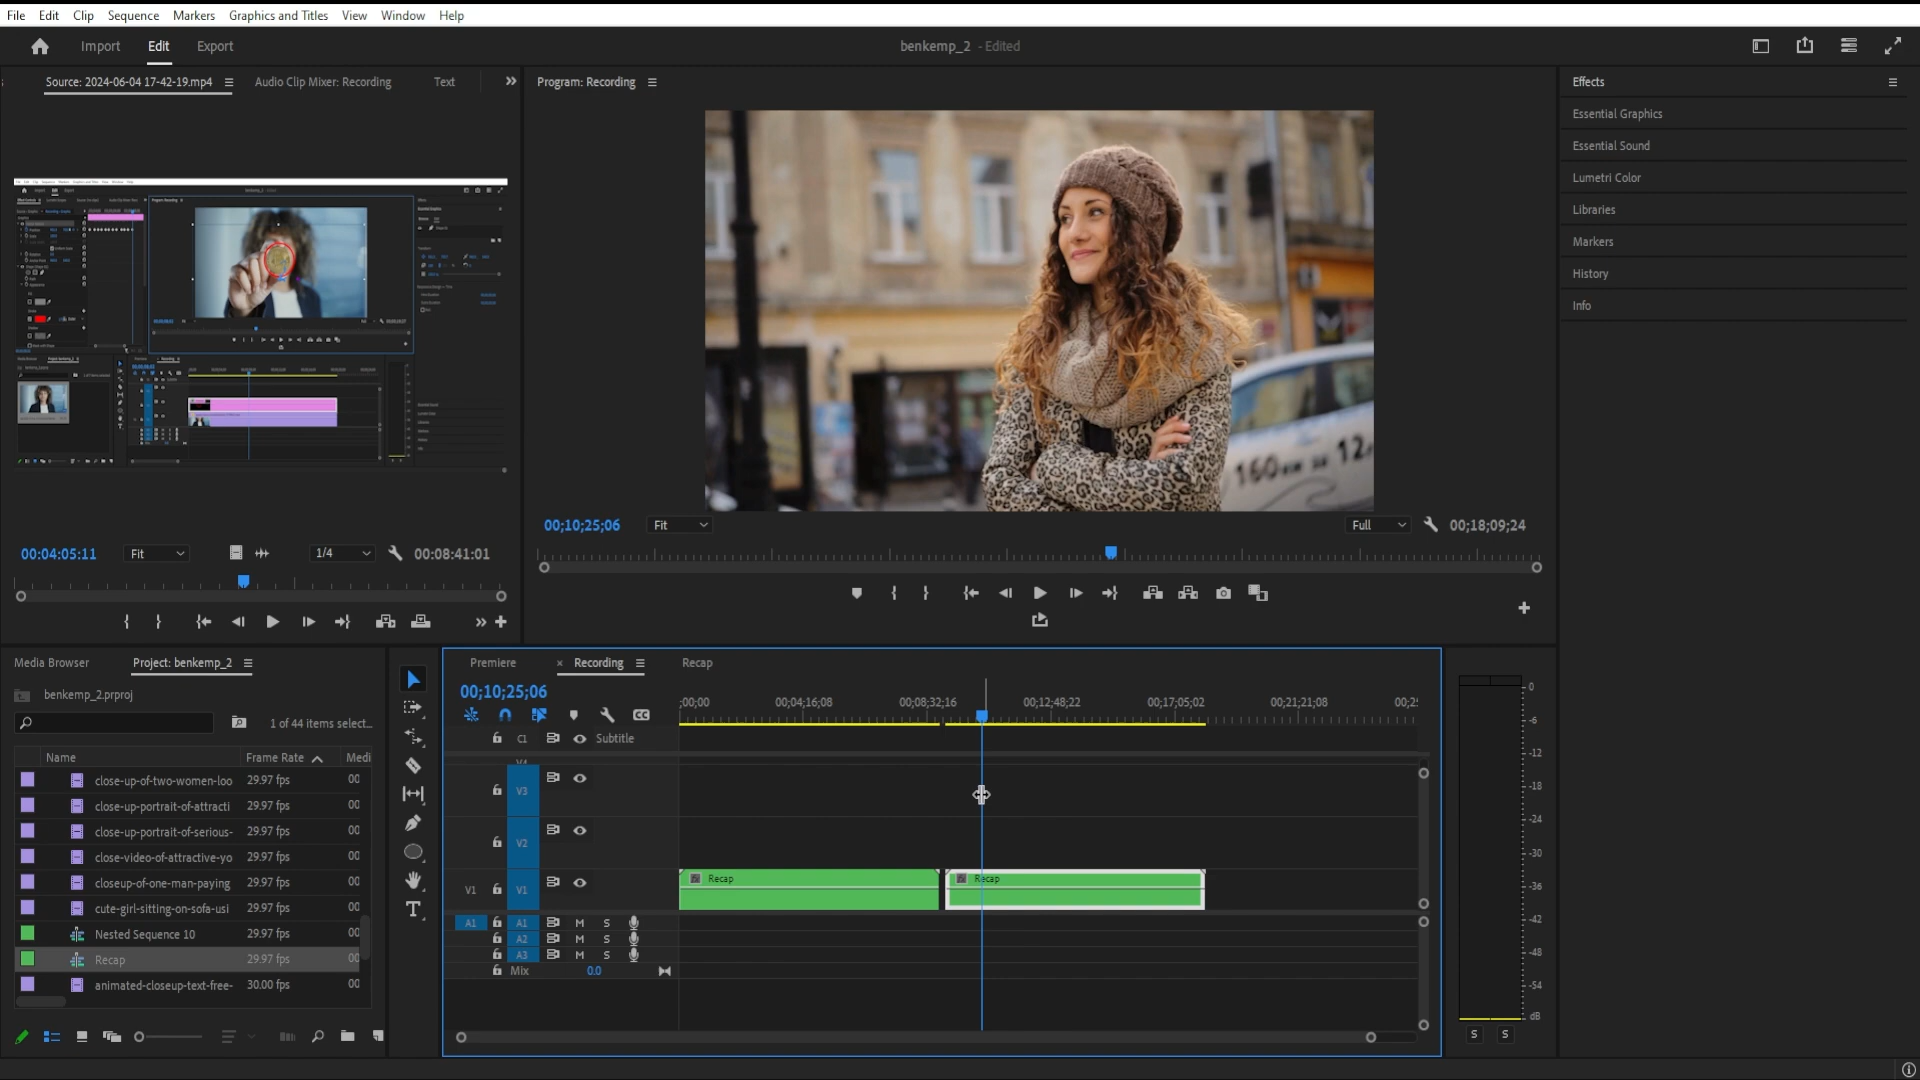 File Edit Clip Sequence Markers Graphics and Titles View Window Help
Import Edit Export benkemp_2 - Edited
Source: 2024-06-04 17-42-19.mp4 Audio Clip Mixer: Recording Text
Program: Recording
Effects
Essential Graphics
Essential Sound
Lumetri Color
Libraries
Markers
History
Info
160км за 12
00;04;05;11 Fit 1/4 00;08;41;01
00;10;25;06 Fit Full 00;18;09;24
Media Browser Project: benkemp_2
benkemp_2.prproj
1 of 44 items select...
Name Frame Rate Medi
close-up-of-two-women-loo 29.97 fps 00
close-up-portrait-of-attracti 29.97 fps 00
close-up-portrait-of-serious- 29.97 fps 00
close-video-of-attractive-yo 29.97 fps 00
closeup-of-one-man-paying 29.97 fps 00
cute-girl-sitting-on-sofa-usi 29.97 fps 00
Nested Sequence 10 29.97 fps 00
Recap 29.97 fps 00
animated-closeup-text-free- 30.00 fps 00
Premiere × Recording Recap
00;10;25;06
;00;00 00;04;16;08 00;08;32;16 00;12;48;22 00;17;05;02 00;21;21;08 00;25
C1 Subtitle
V3
V2
V1 V1 Recap Recap
A1 A1 M S
A2 M S
A3 M S
Mix 0.0
0
-6
-12
-18
-24
-30
-36
-42
-48
-54
dB
S S